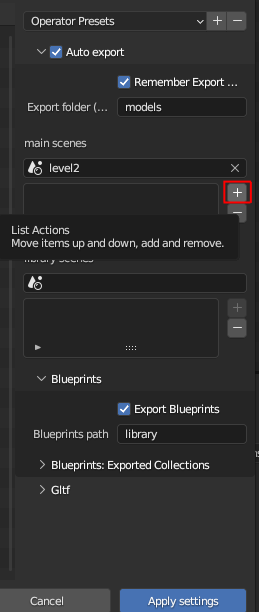 Operator Presets
Auto export
Remember Export ...
Export folder (... models
main scenes
level2
List Actions
Move items up and down, add and remove.
library scenes
Blueprints
Export Blueprints
Blueprints path library
Blueprints: Exported Collections
Gltf
Cancel Apply settings